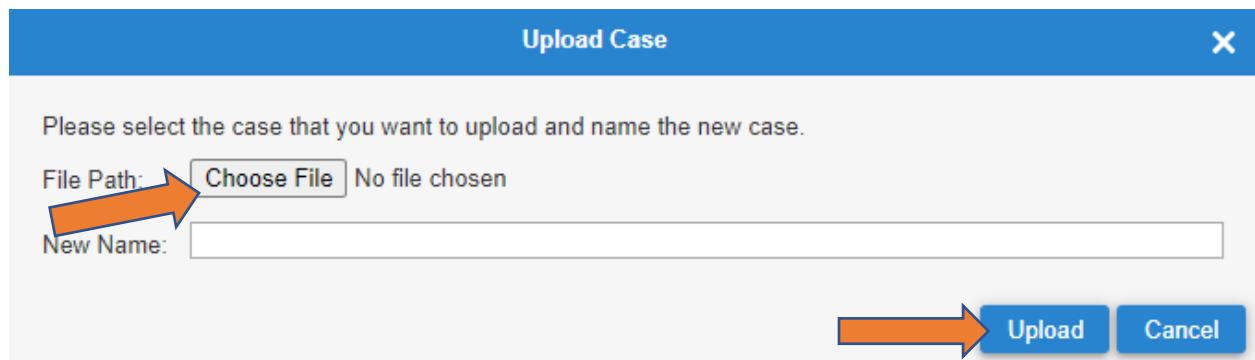 Upload Case
Please select the case that you want to upload and name the new case.
File Path: Choose File No file chosen
New Name:
Upload Cancel